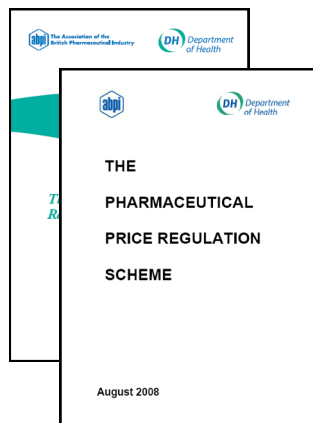 abpi The Association of the
British Pharmaceutical Industry
DH Department
of Health
abpi
DH Department
of Health
THE
PHARMACEUTICAL
PRICE REGULATION
SCHEME
August 2008